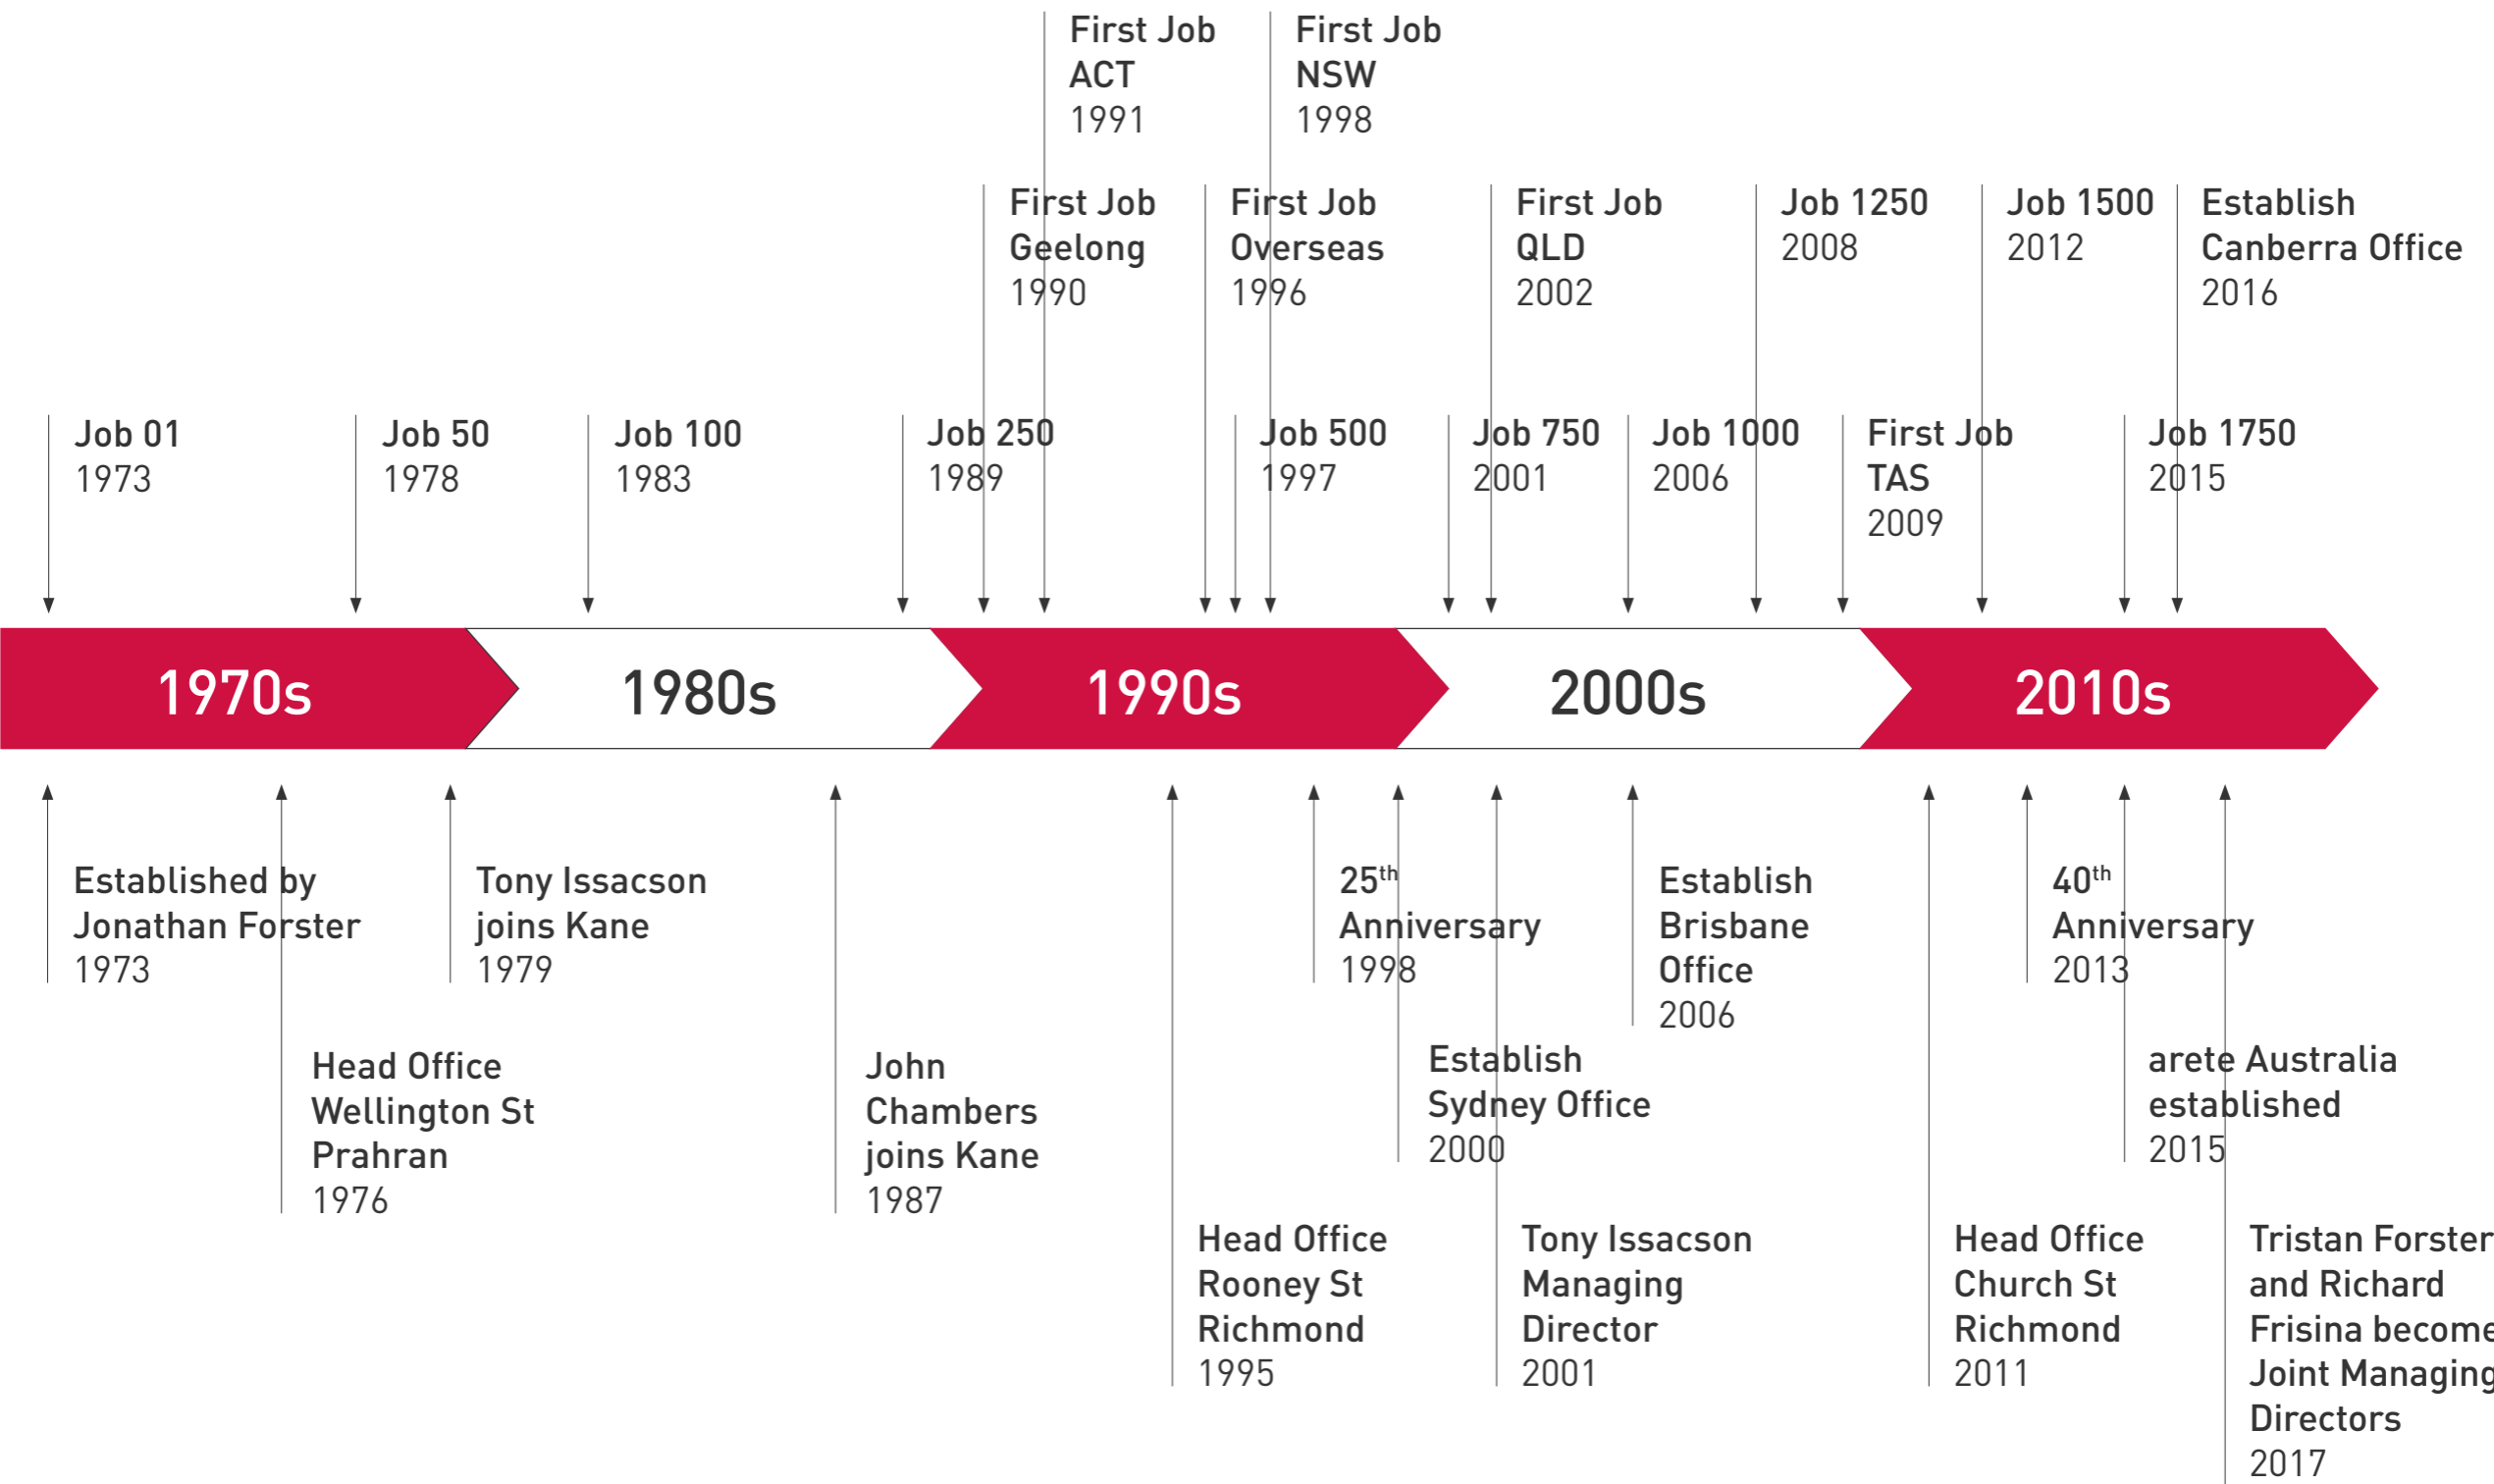 First Job
ACT
1991
First Job
NSW
1998
First Job
Geelong
1990
First Job
Overseas
1996
First Job
QLD
2002
Job 1250
2008
Job 1500
2012
Establish
Canberra Office
2016
Job 01
1973
Job 50
1978
Job 100
1983
Job 250
1989
Job 500
1997
Job 750
2001
Job 1000
2006
First Job
TAS
2009
Job 1750
2015
1970s
1980s
1990s
2000s
2010s
Established by
Jonathan Forster
1973
Tony Issacson
joins Kane
1979
25th
Anniversary
1998
Establish
Brisbane
Office
2006
40th
Anniversary
2013
Head Office
Wellington St
Prahran
1976
John
Chambers
joins Kane
1987
Establish
Sydney Office
2000
arete Australia
established
2015
Head Office
Rooney St
Richmond
1995
Tony Issacson
Managing
Director
2001
Head Office
Church St
Richmond
2011
Tristan Forster
and Richard
Frisina become
Joint Managing
Directors
2017